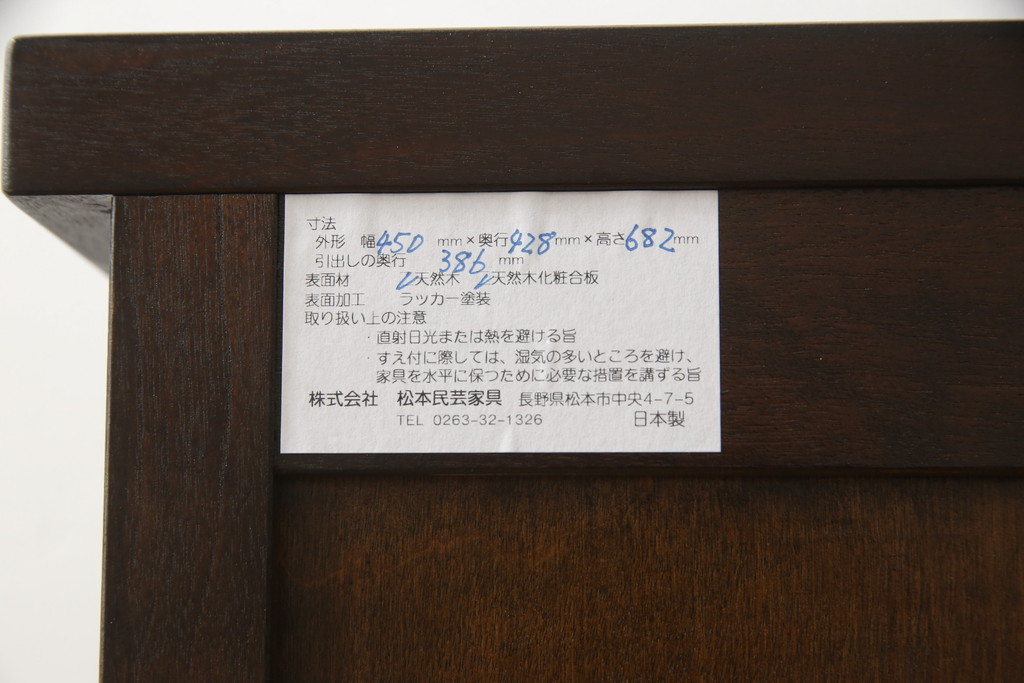 寸法
外形 幅450 mm×奥行428mm×高さ682mm
引出しの奥行 386 mm
表面材 ✓天然木 ✓天然木化粧合板
表面加工 ラッカー塗装
取り扱い上の注意
・直射日光または熱を避ける旨
・すえ付に際しては、湿気の多いところを避け、
家具を水平に保つために必要な措置を講ずる旨
株式会社 松本民芸家具 長野県松本市中央4-7-5
TEL 0263-32-1326 日本製